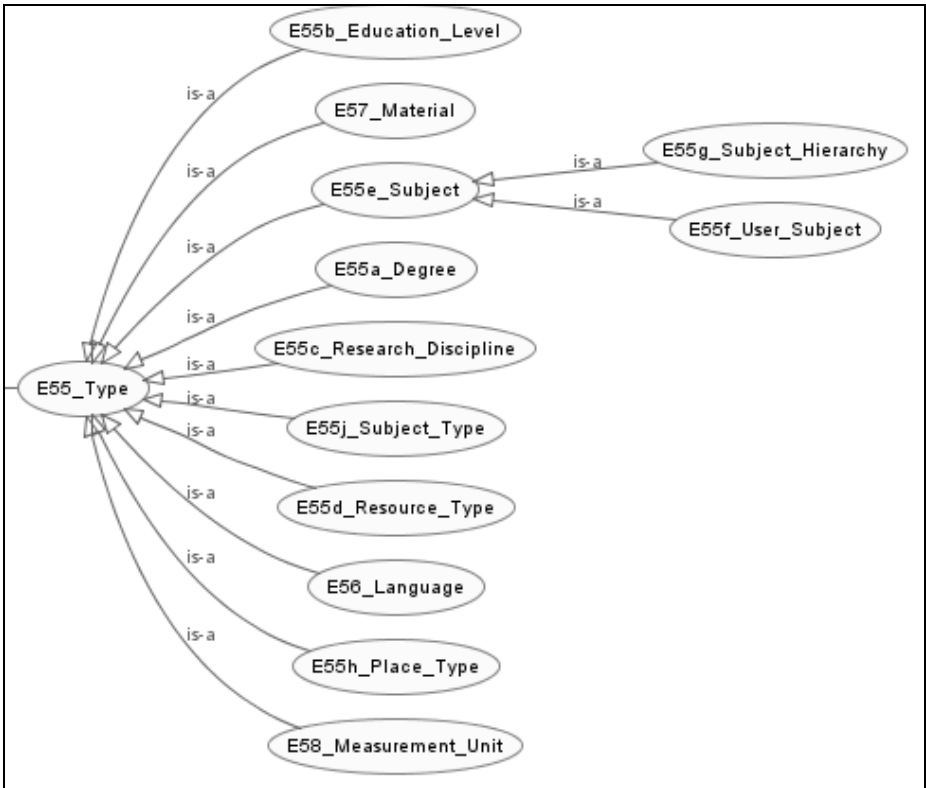 E55b_Education_Level
is-a
E57_Material
is-a
E55g_Subject_Hierarchy
is-a
E55e_Subject
is-a
E55f_User_Subject
is-a
E55a_Degree
is-a
E55c_Research_Discipline
is-a
E55_Type
is-a
E55j_Subject_Type
is-a
E55d_Resource_Type
is-a
E56_Language
is-a
E55h_Place_Type
is-a
E58_Measurement_Unit